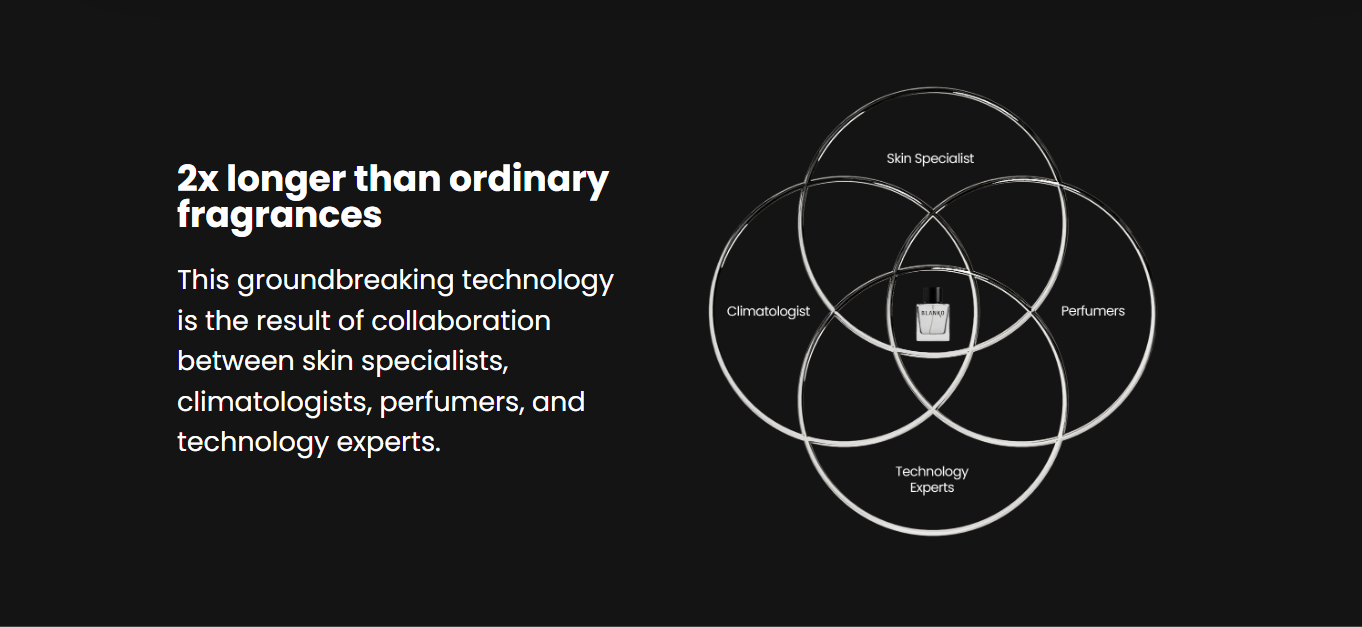 2x longer than ordinary
fragrances
This groundbreaking technology
is the result of collaboration
between skin specialists,
climatologists, perfumers, and
technology experts.
Skin Specialist
Climatologist
BLANKO
Perfumers
Technology
Experts